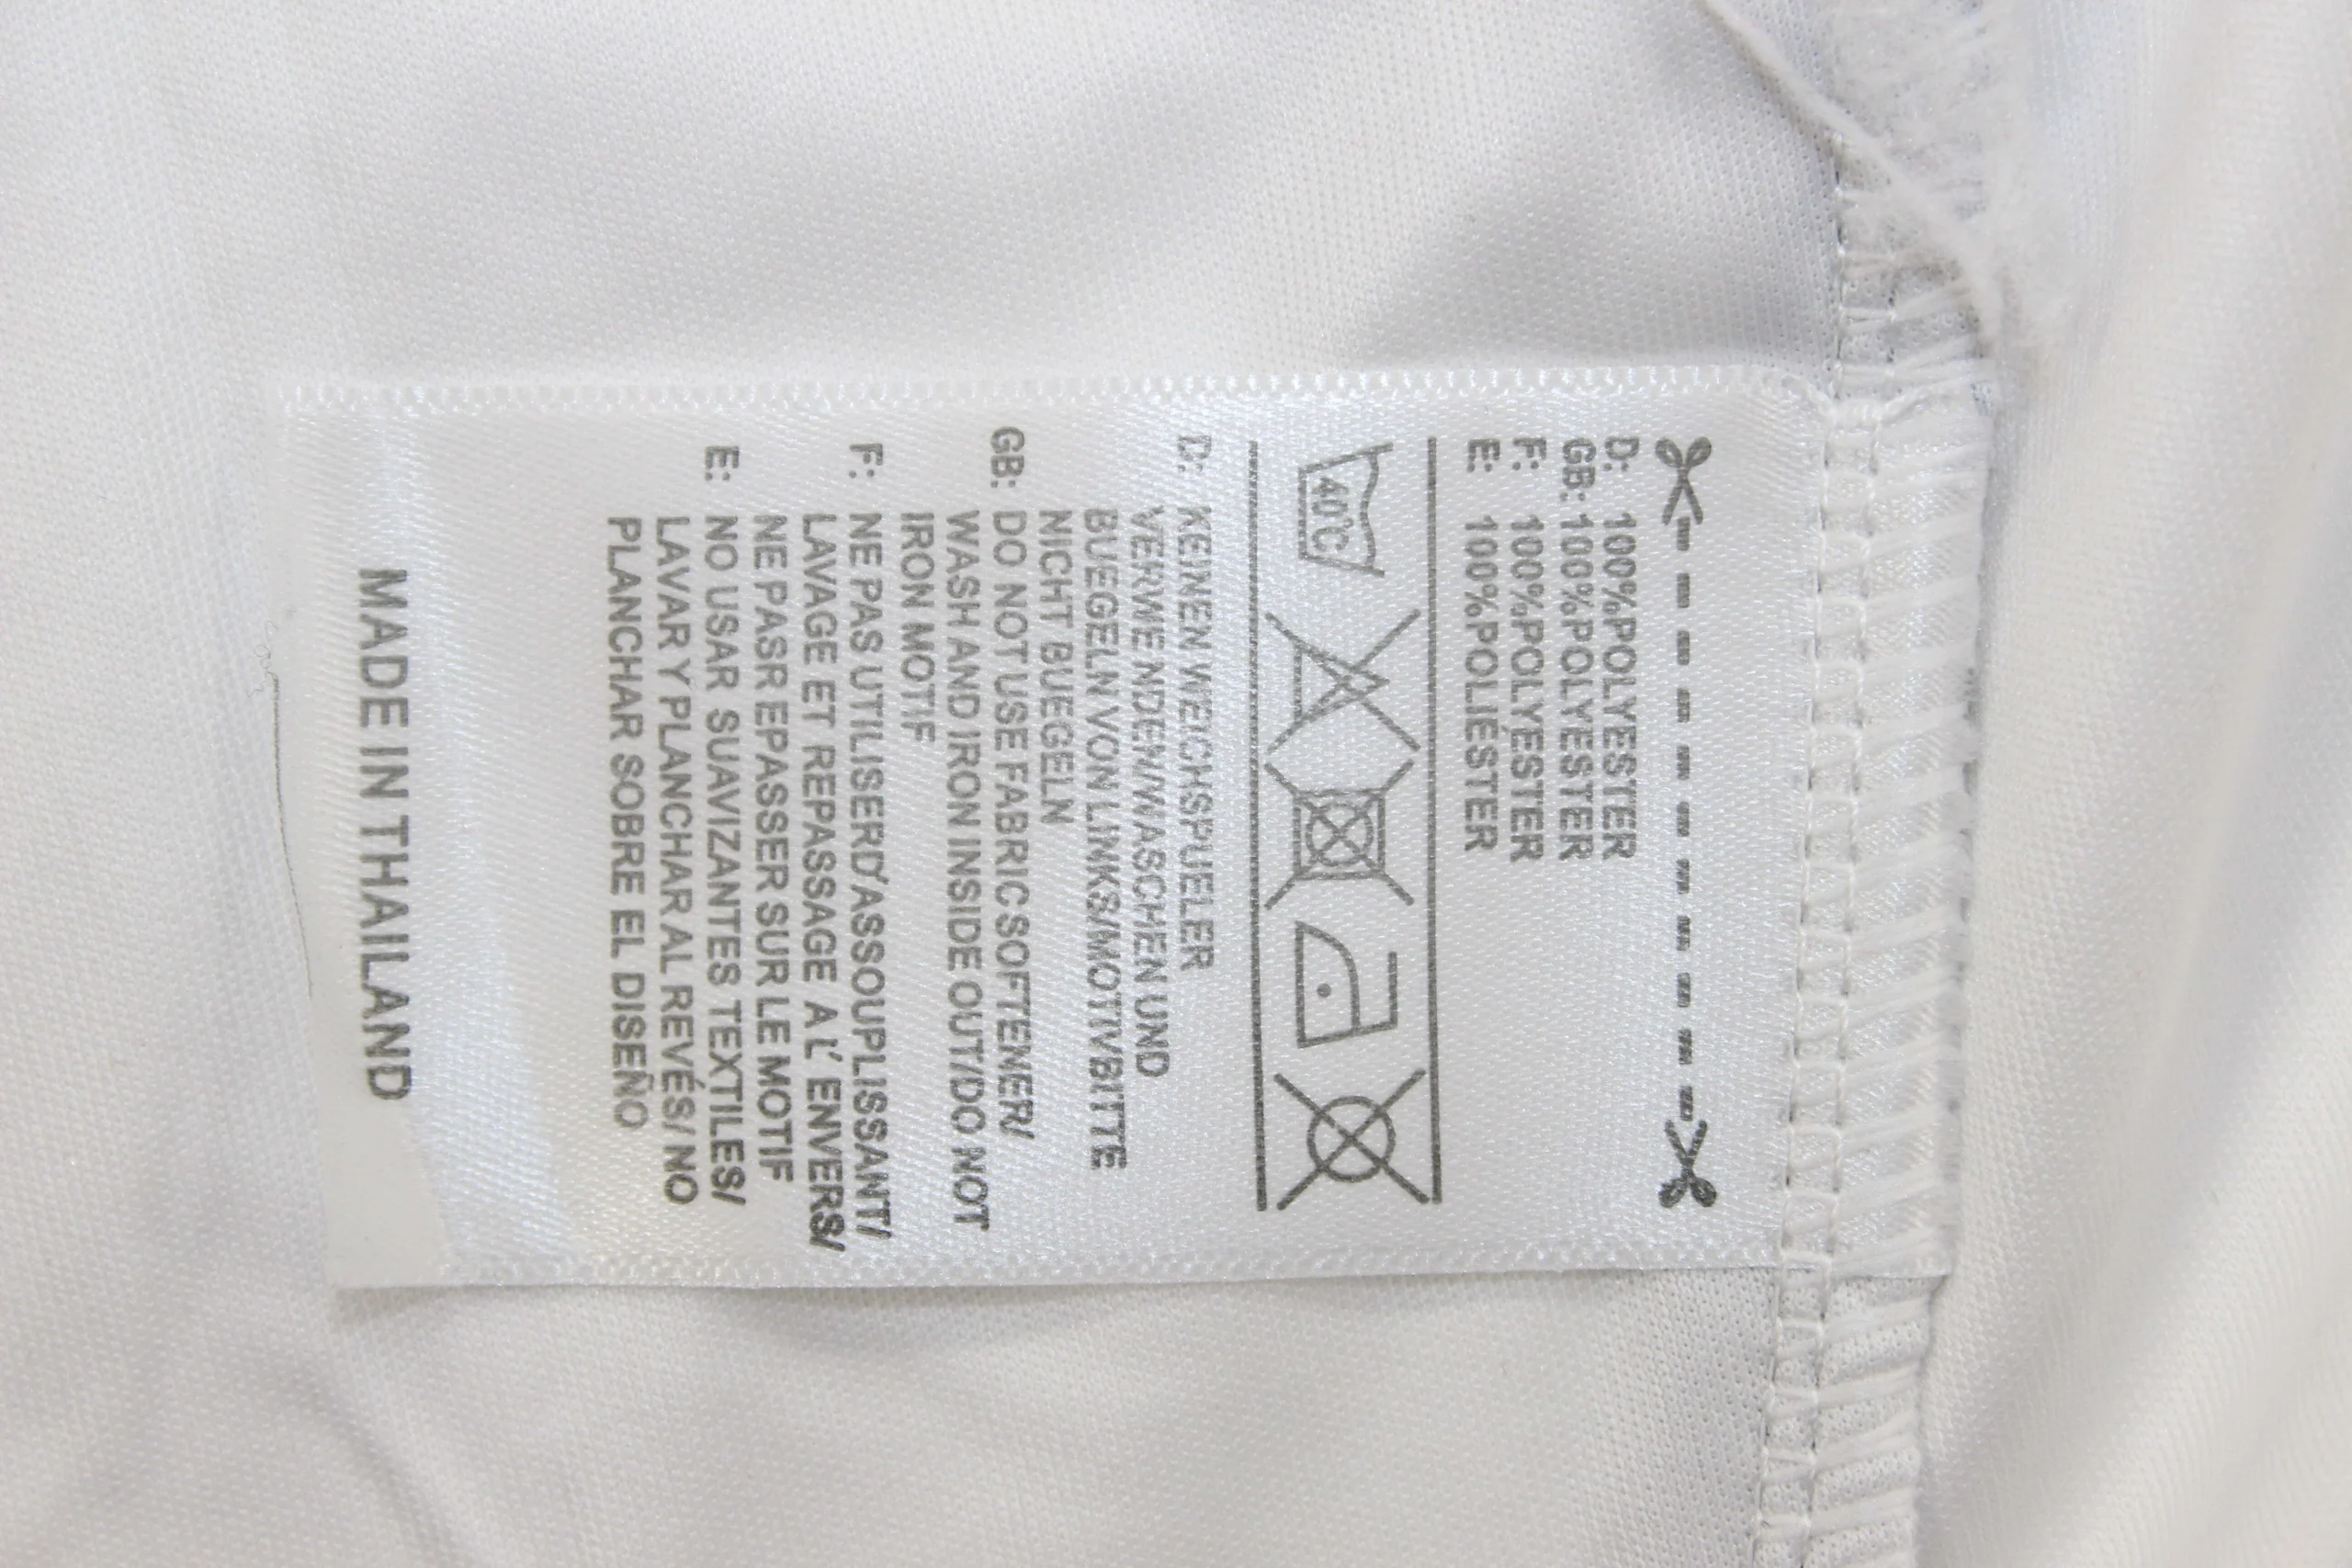 D: 100%POLYESTER
GB: 100%POLYESTER
F: 100%POLYESTER
E: 100%POLIÉSTER
40°C
D: KEINEN WEICHSPUELER
VERWENDEN/WASCHEN UND
BUEGELN VON LINKS/MOTIVBITTE
NICHT BUEGELN
GB: DO NOT USE FABRIC SOFTENER/
WASH AND IRON INSIDE OUT/DO NOT
IRON MOTIF
F: NE PAS UTILISERD'ASSOUPLISSANT/
LAVAGE ET REPASSAGE A L' ENVERS/
NE PASR EPASSER SUR LE MOTIF
E: NO USAR SUAVIZANTES TEXTILES/
LAVAR Y PLANCHAR AL REVÉS/ NO
PLANCHAR SOBRE EL DISEÑO
MADE IN THAILAND